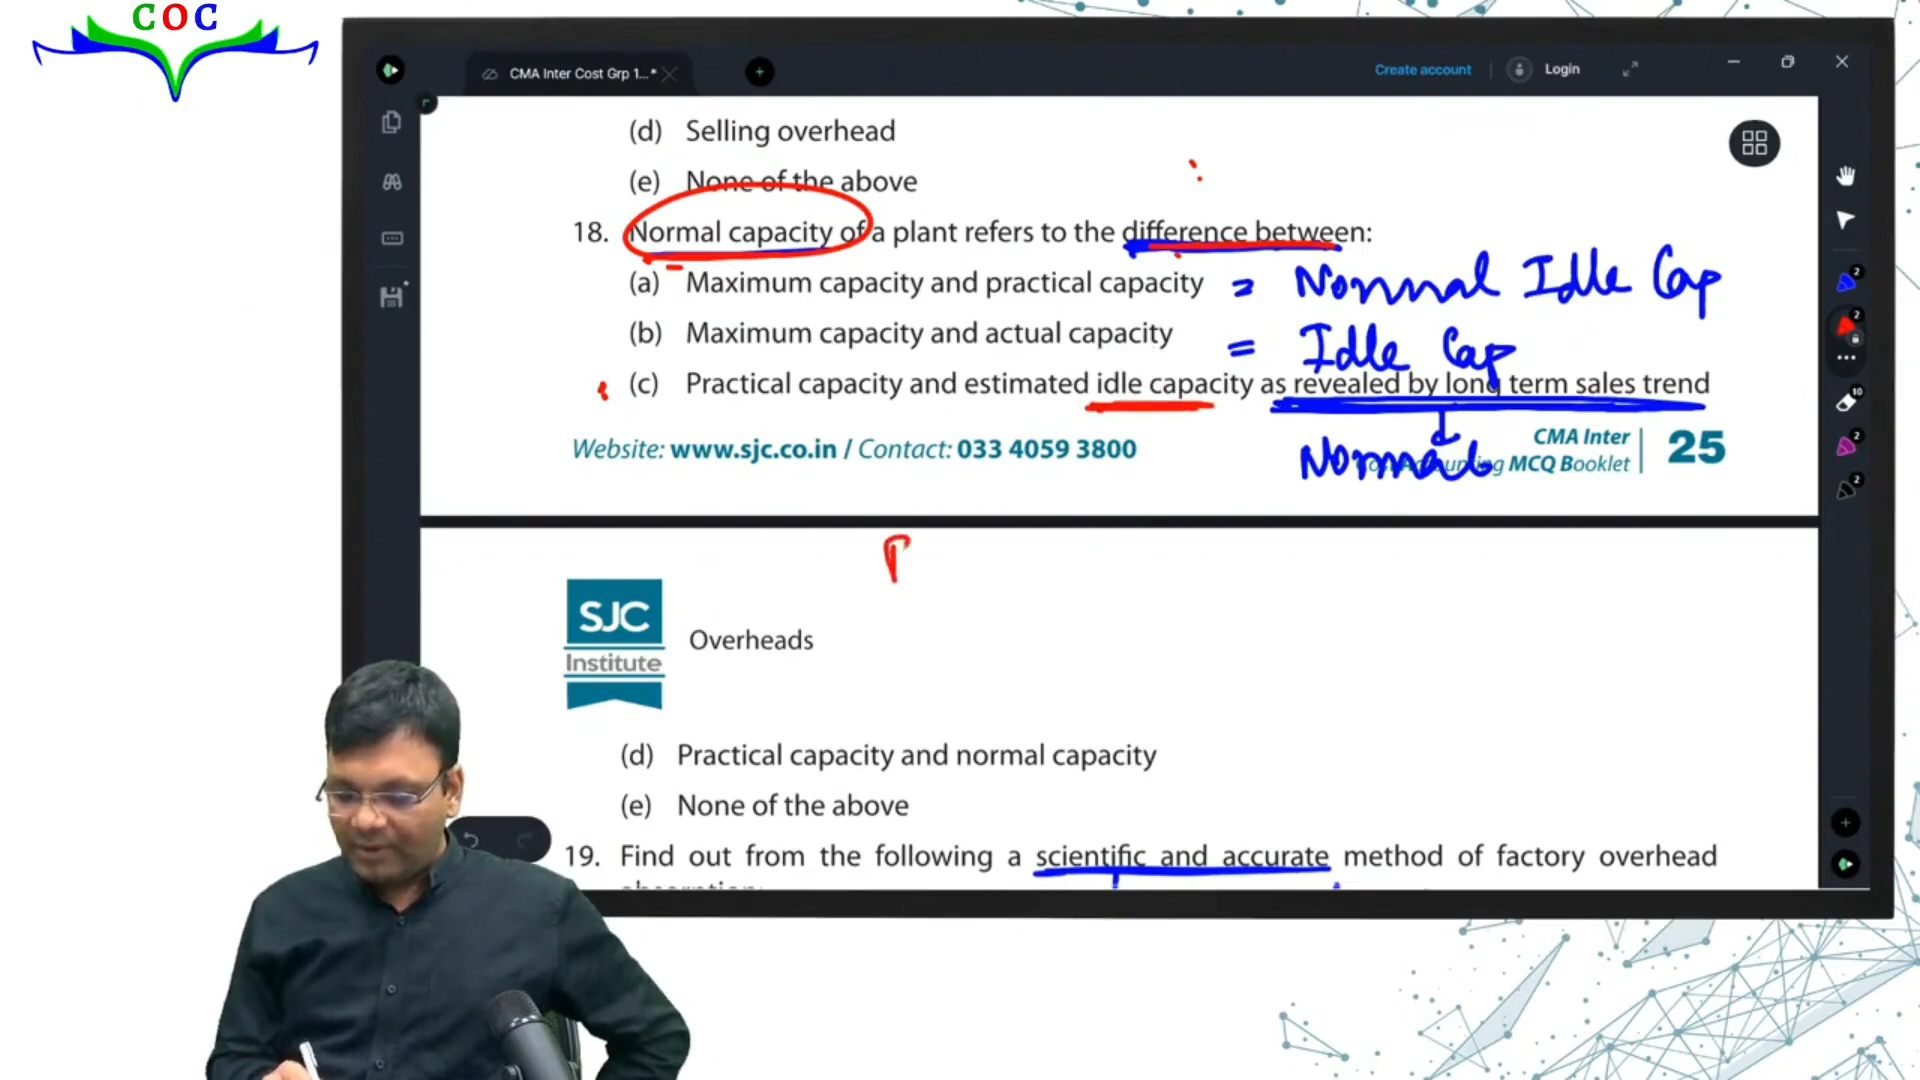 COC
CMA Inter Cost Grp 1...*
Create account
Login
(d) Selling overhead
(e) None of the above
18. Normal capacity of a plant refers to the difference between:
(a) Maximum capacity and practical capacity = Normal Idle Cap
(b) Maximum capacity and actual capacity = Idle Cap
(c) Practical capacity and estimated idle capacity as revealed by long term sales trend
Normal
Website: www.sjc.co.in / Contact: 033 4059 3800
CMA Inter
MCQ Booklet
25
SJC
Institute
Overheads
(d) Practical capacity and normal capacity
(e) None of the above
19. Find out from the following a scientific and accurate method of factory overhead